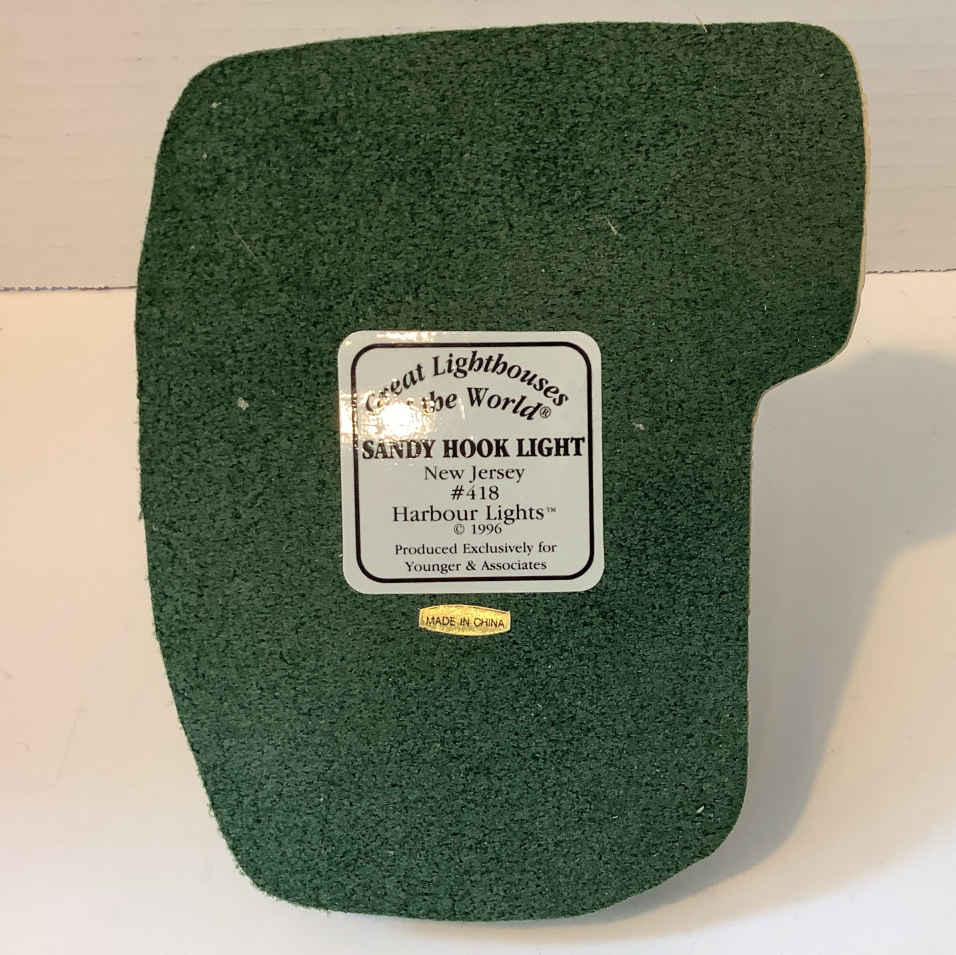 Great Lighthouses
the World®
SANDY HOOK LIGHT
New Jersey
#418
Harbour Lights™
© 1996
Produced Exclusively for
Younger & Associates
MADE IN CHINA